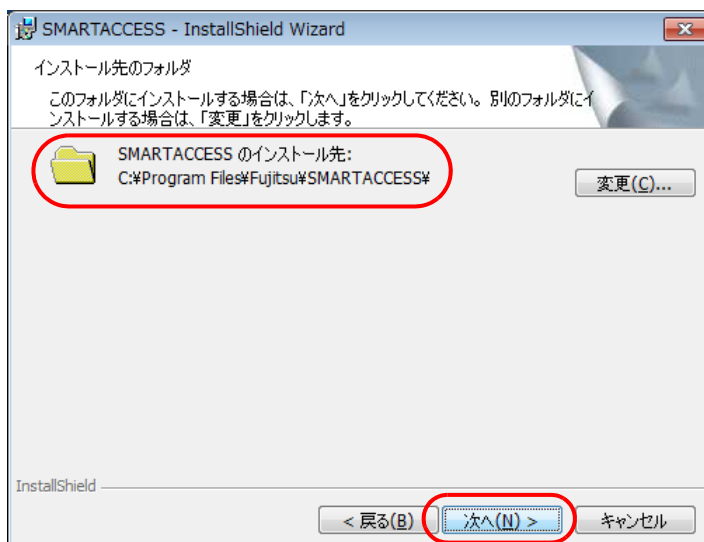 SMARTACCESS - InstallShield Wizard
インストール先のフォルダ
このフォルダにインストールする場合は、「次へ」をクリックしてください。別のフォルダにイ
ンストールする場合は、「変更」をクリックします。
SMARTACCESS のインストール先:
C:¥Program Files¥Fujitsu¥SMARTACCESS¥
変更(C)...
InstallShield
< 戻る(B)
次へ(N) >
キャンセル